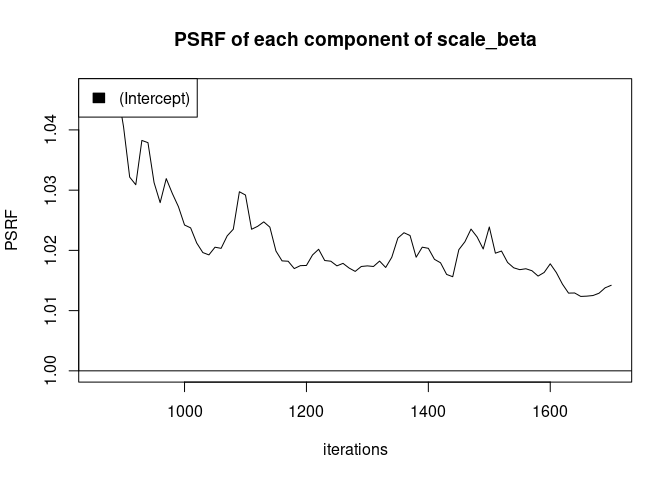 PSRF of each component of scale_beta
(Intercept)
PSRF
1.04
1.03
1.02
1.01
1.00
1000 1200 1400 1600
iterations